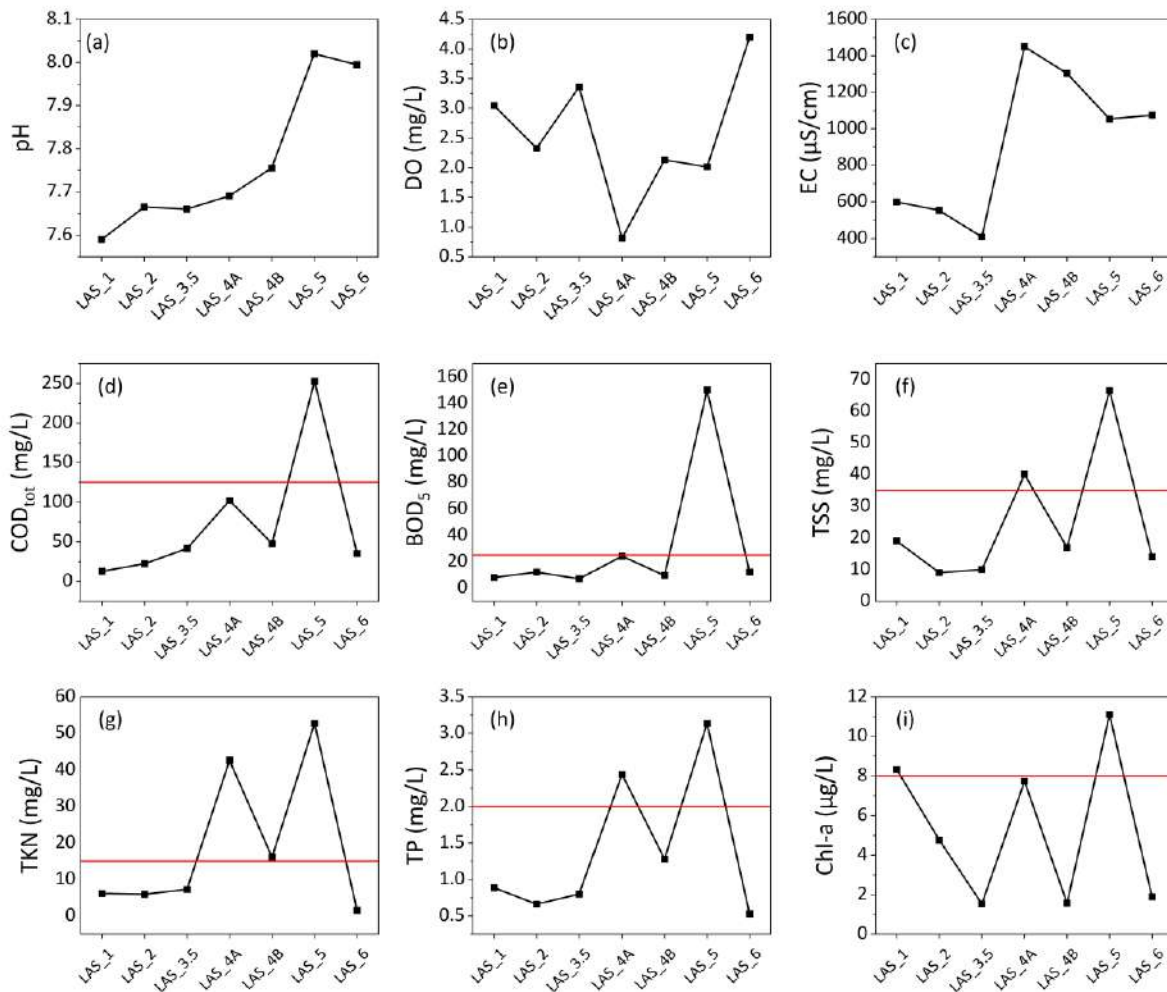 (a)
pH
8.1
8.0
7.9
7.8
7.7
7.6
LAS_1
LAS_2
LAS_3.5
LAS_4A
LAS_4B
LAS_5
LAS_6
(b)
DO (mg/L)
4.5
4.0
3.5
3.0
2.5
2.0
1.5
1.0
0.5
LAS_1
LAS_2
LAS_3.5
LAS_4A
LAS_4B
LAS_5
LAS_6
(c)
EC (µS/cm)
1600
1400
1200
1000
800
600
400
LAS_1
LAS_2
LAS_3.5
LAS_4A
LAS_4B
LAS_5
LAS_6
(d)
CODtot (mg/L)
250
200
150
100
50
0
LAS_1
LAS_2
LAS_3.5
LAS_4A
LAS_4B
LAS_5
LAS_6
(e)
BOD5 (mg/L)
160
140
120
100
80
60
40
20
0
LAS_1
LAS_2
LAS_3.5
LAS_4A
LAS_4B
LAS_5
LAS_6
(f)
TSS (mg/L)
70
60
50
40
30
20
10
0
LAS_1
LAS_2
LAS_3.5
LAS_4A
LAS_4B
LAS_5
LAS_6
(g)
TKN (mg/L)
60
50
40
30
20
10
0
LAS_1
LAS_2
LAS_3.5
LAS_4A
LAS_4B
LAS_5
LAS_6
(h)
TP (mg/L)
3.5
3.0
2.5
2.0
1.5
1.0
0.5
LAS_1
LAS_2
LAS_3.5
LAS_4A
LAS_4B
LAS_5
LAS_6
(i)
Chl-a (µg/L)
12
10
8
6
4
2
0
LAS_1
LAS_2
LAS_3.5
LAS_4A
LAS_4B
LAS_5
LAS_6